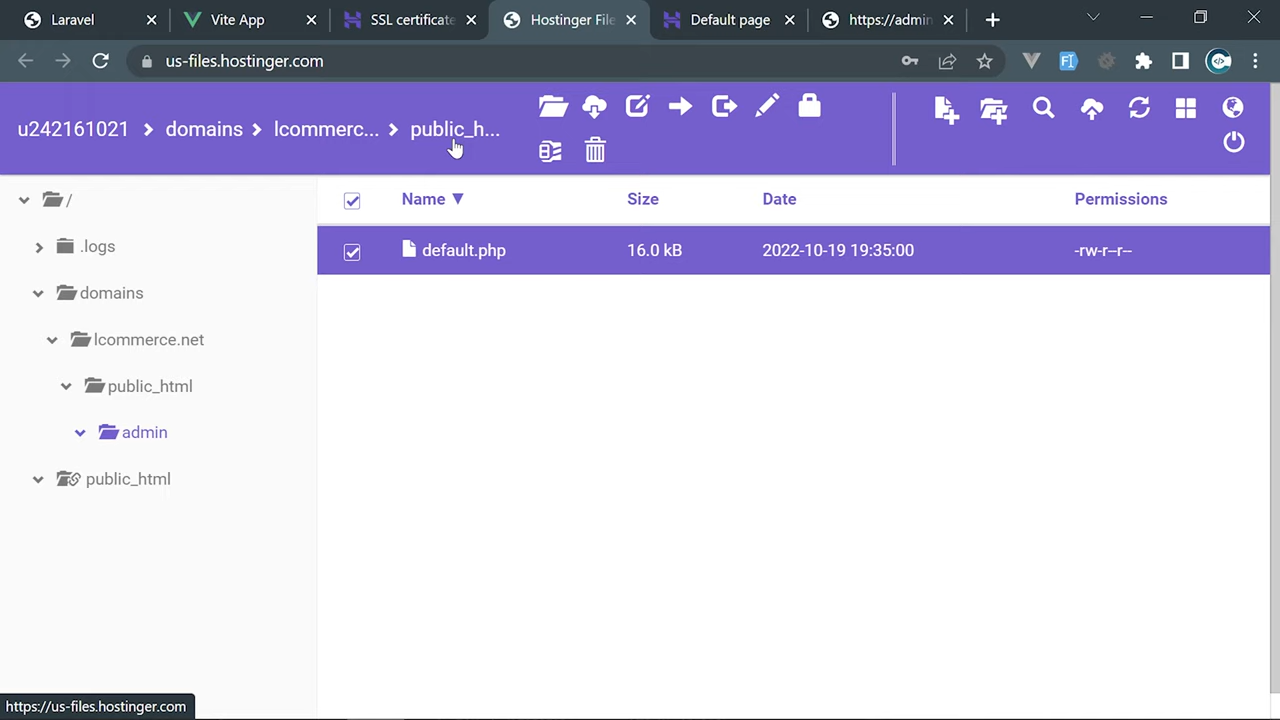 Laravel
Vite App
SSL certificate
Hostinger File
Default page
https://admin
us-files.hostinger.com
u242161021
domains
lcommerc...
public_h...
/
.logs
domains
lcommerce.net
public_html
admin
public_html
Name ▼
Size
Date
Permissions
default.php
16.0 kB
2022-10-19 19:35:00
-rw-r--r--
https://us-files.hostinger.com